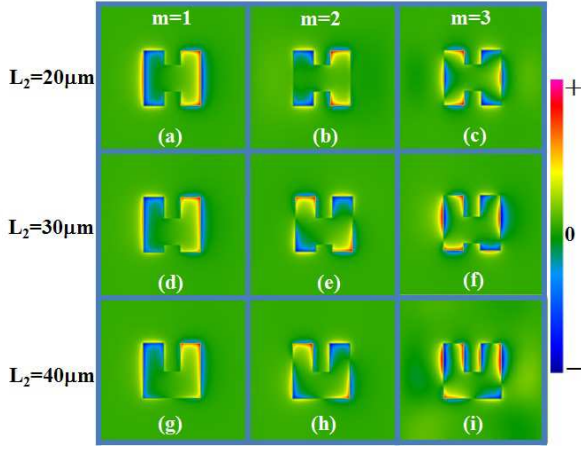 m=1 m=2 m=3
L₂=20µm
(a) (b) (c)
+
L₂=30µm
(d) (e) (f)
0
L₂=40µm
(g) (h) (i)
—